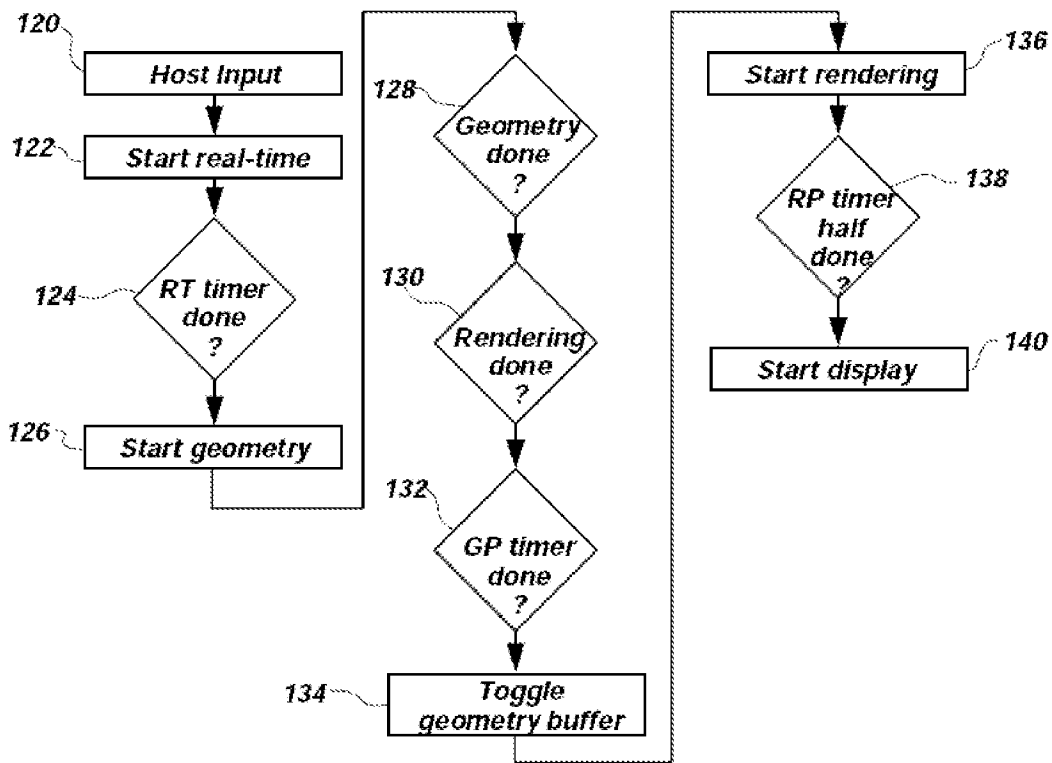 120
Host Input
122
Start real-time
124
RT timer
done
?
126
Start geometry
128
Geometry
done
?
130
Rendering
done
?
132
GP timer
done
?
134
Toggle
geometry buffer
136
Start rendering
138
RP timer
half
done
?
140
Start display